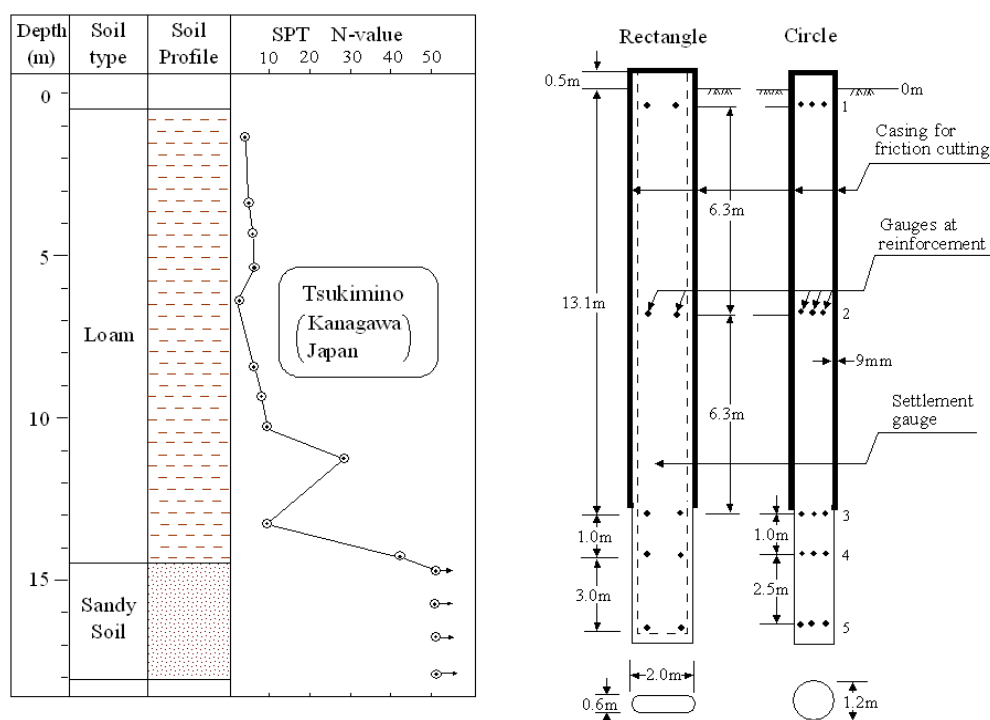 Depth
(m)
Soil
type
Soil
Profile
SPT N-value
10 20 30 40 50
0
5
10
15
Loam
Sandy
Soil
Tsukimino
(Kanagawa
Japan)
Rectangle
Circle
0.5m
0m
1
Casing for
friction cutting
6.3m
Gauges at
reinforcement
13.1m
2
9mm
6.3m
Settlement
gauge
3
1.0m
1.0m
4
3.0m
2.5m
5
2.0m
0.6m
1.2m